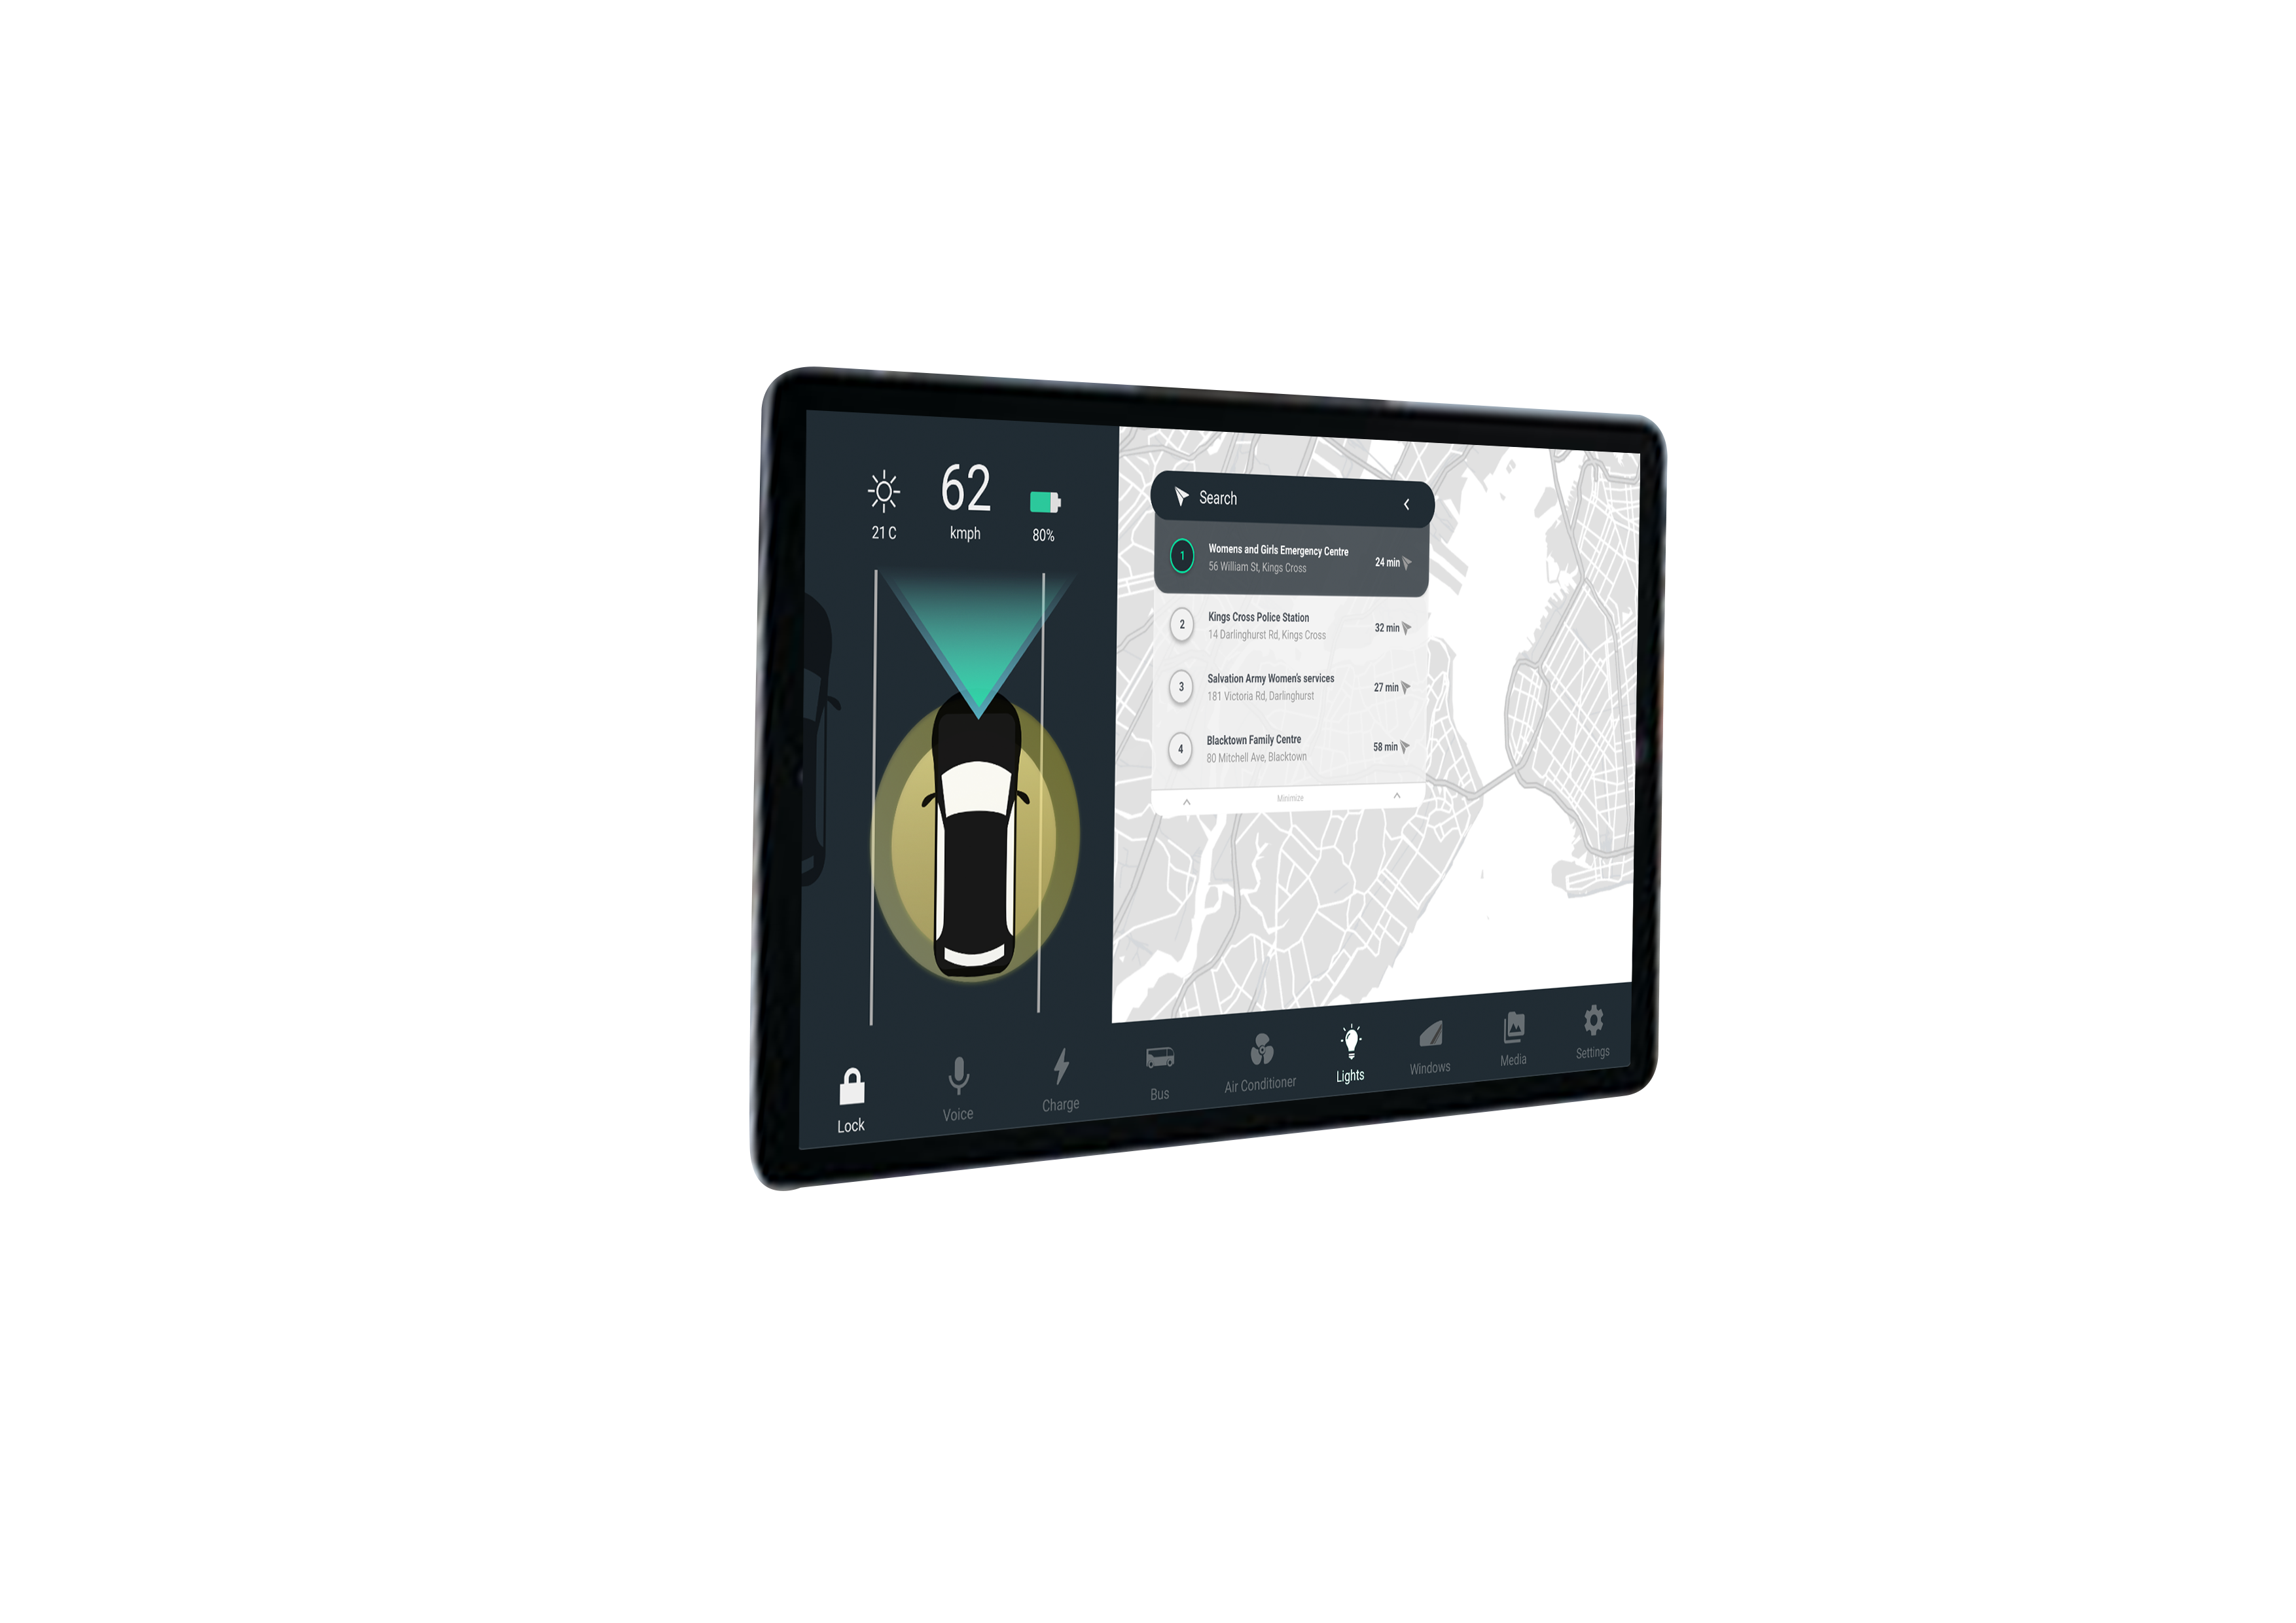 62
21 C
kmph
80%
Search
1
Womens and Girls Emergency Centre
56 William St, Kings Cross
24 min
2
Kings Cross Police Station
14 Darlinghurst Rd, Kings Cross
32 min
3
Salvation Army Women's services
181 Victoria Rd, Darlinghurst
27 min
4
Blacktown Family Centre
80 Mitchell Ave, Blacktown
58 min
Minimize
Lock
Voice
Charge
Bus
Air Conditioner
Lights
Windows
Media
Settings